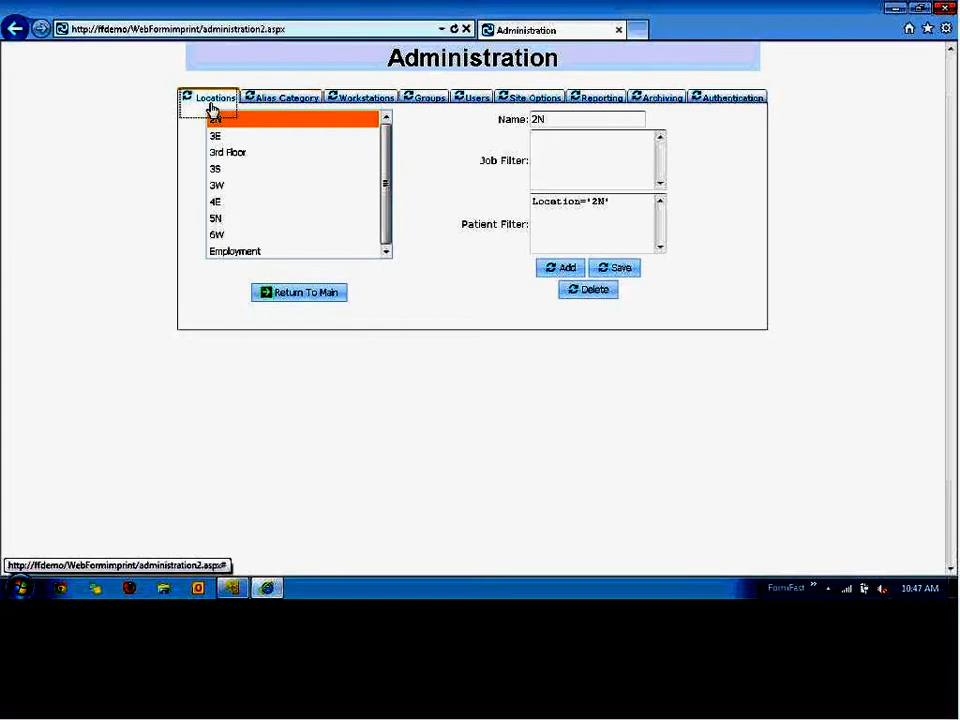 http://ffdemo/WebFormimprint/administration2.aspx
Administration
Administration
Locations Alias Category Workstations Groups Users Site Options Reporting Archiving Authentication
2N
3E
3rd Floor
3S
3W
4E
5N
6W
Employment
Return To Main
Name: 2N
Job Filter:
Patient Filter: Location='2N'
Add Save
Delete
http://ffdemo/WebFormimprint/administration2.aspx#
FormFast
10:47 AM